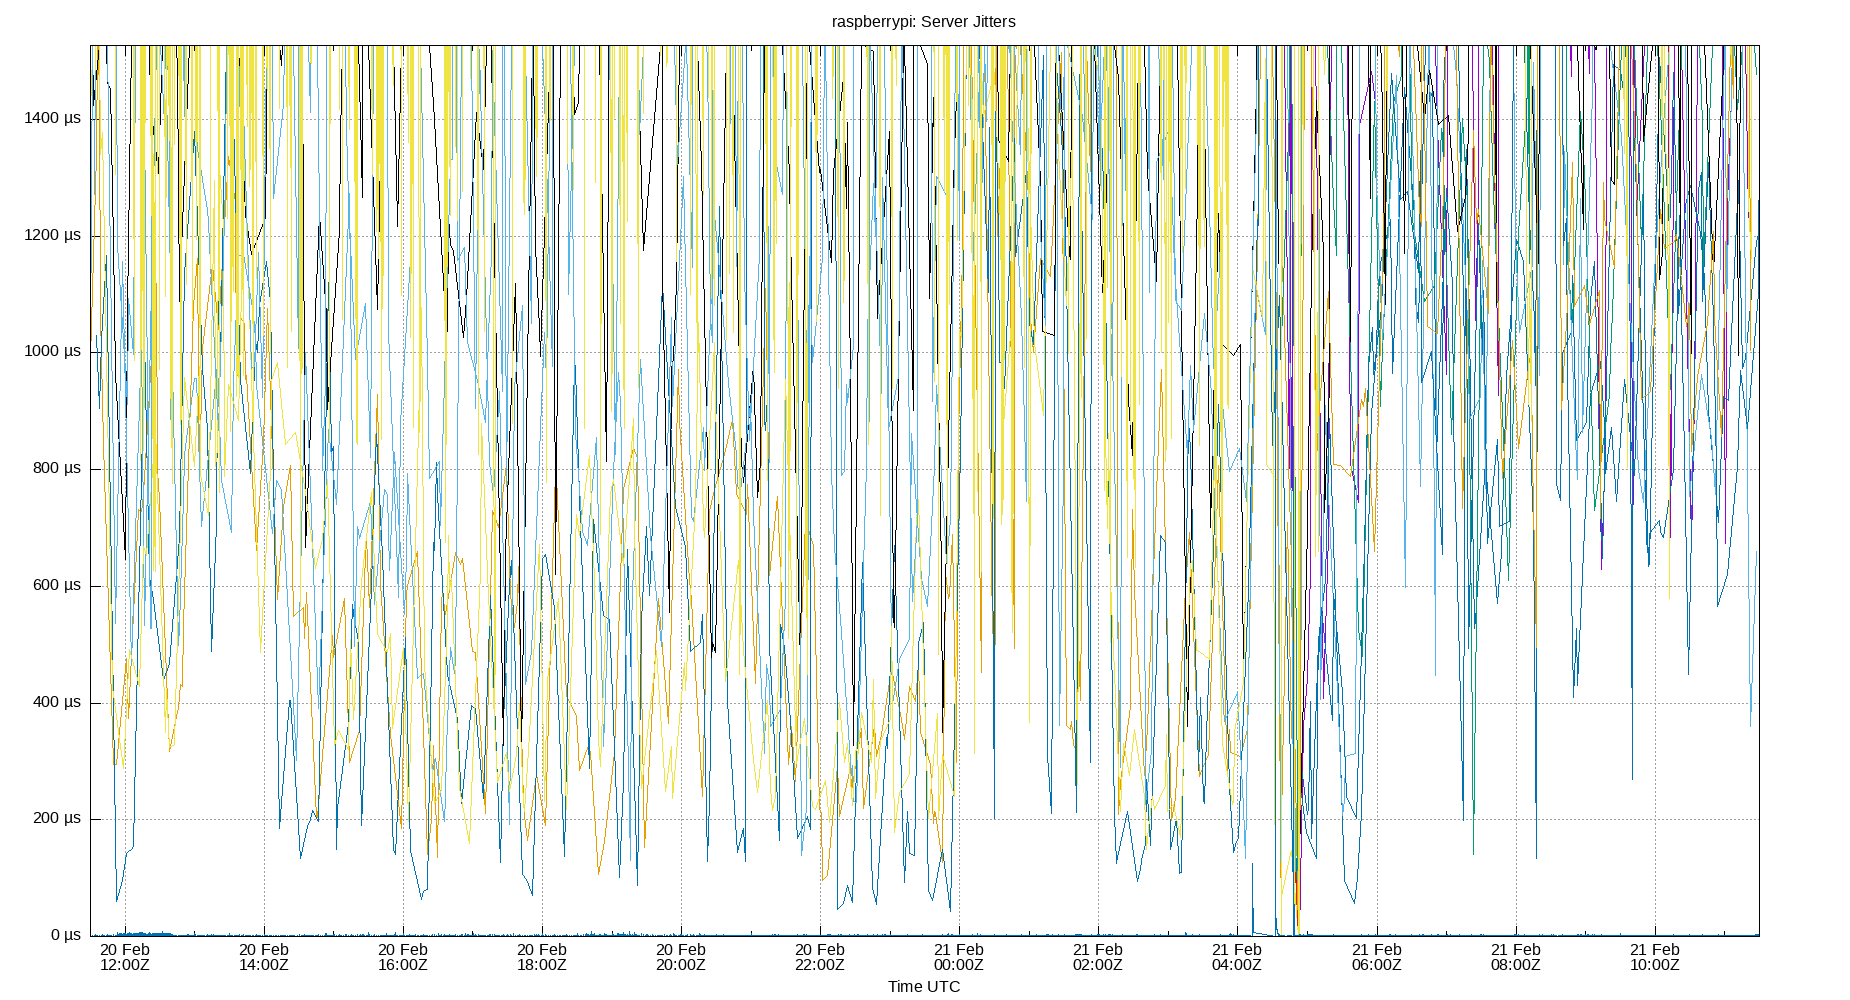 raspberrypi: Server Jitters
1400 µs
1200 µs
1000 µs
800 µs
600 µs
400 µs
200 µs
0 µs
20 Feb 20 Feb 20 Feb 20 Feb 20 Feb 20 Feb 21 Feb 21 Feb 21 Feb 21 Feb 21 Feb 21 Feb
12:00Z 14:00Z 16:00Z 18:00Z 20:00Z 22:00Z 00:00Z 02:00Z 04:00Z 06:00Z 08:00Z 10:00Z
Time UTC